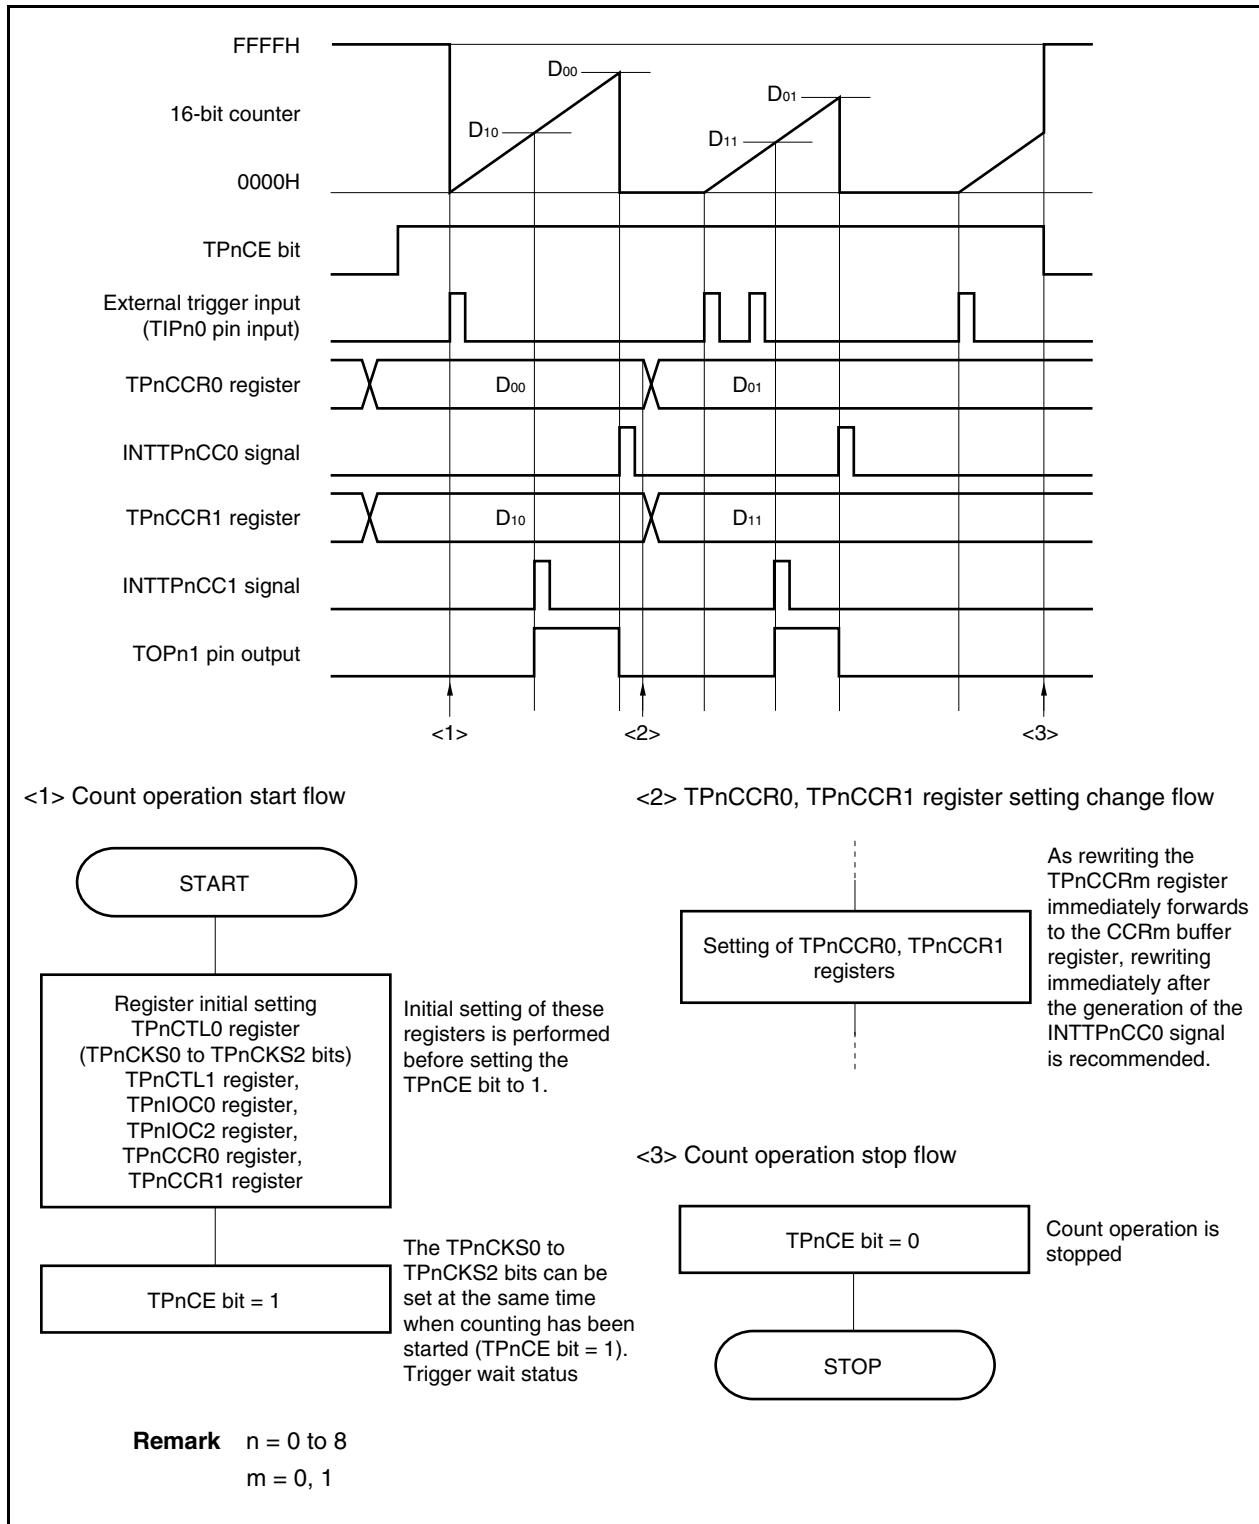 FFFFH
D00
D01
16-bit counter
D10
D11
0000H
TPnCE bit
External trigger input
(TIPn0 pin input)
TPnCCR0 register
D00
D01
INTTPnCC0 signal
TPnCCR1 register
D10
D11
INTTPnCC1 signal
TOPn1 pin output
<1>
<2>
<3>
<1> Count operation start flow
START
Register initial setting
TPnCTL0 register
(TPnCKS0 to TPnCKS2 bits)
TPnCTL1 register,
TPnIOC0 register,
TPnIOC2 register,
TPnCCR0 register,
TPnCCR1 register
Initial setting of these
registers is performed
before setting the
TPnCE bit to 1.
TPnCE bit = 1
The TPnCKS0 to
TPnCKS2 bits can be
set at the same time
when counting has been
started (TPnCE bit = 1).
Trigger wait status
<2> TPnCCR0, TPnCCR1 register setting change flow
Setting of TPnCCR0, TPnCCR1
registers
As rewriting the
TPnCCRm register
immediately forwards
to the CCRm buffer
register, rewriting
immediately after
the generation of the
INTTPnCC0 signal
is recommended.
<3> Count operation stop flow
TPnCE bit = 0
Count operation is
stopped
STOP
Remark n = 0 to 8
m = 0, 1